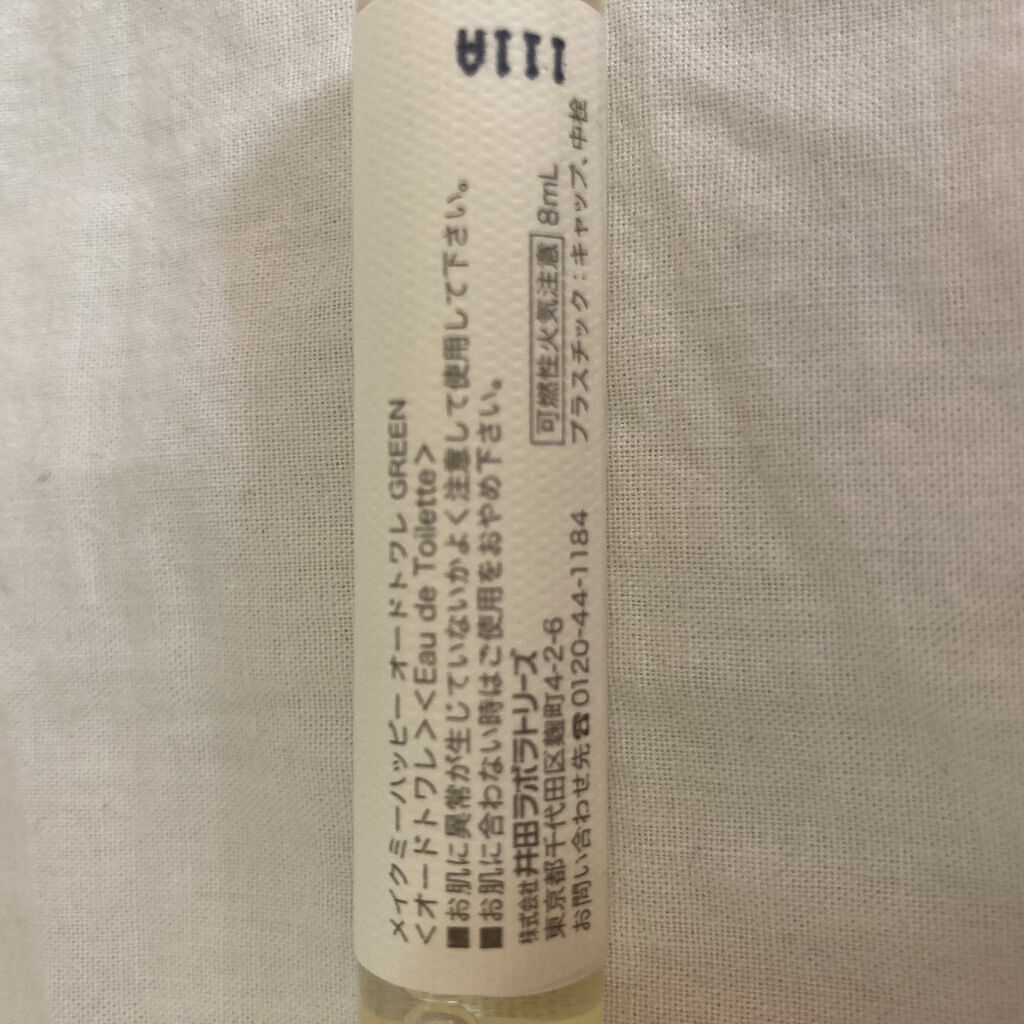 メイクミーハッピー オードトワレ GREEN
<オードトワレ><Eau de Toilette>
■お肌に異常が生じていないかよく注意して使用して下さい。
■お肌に合わない時はご使用をおやめ下さい。
株式会社 井田ラボラトリーズ
可燃性火気注意 8mL
東京都千代田区麹町4-2-6
プラスチック：キャップ、中栓
お問い合わせ先☎0120-44-1184
111A